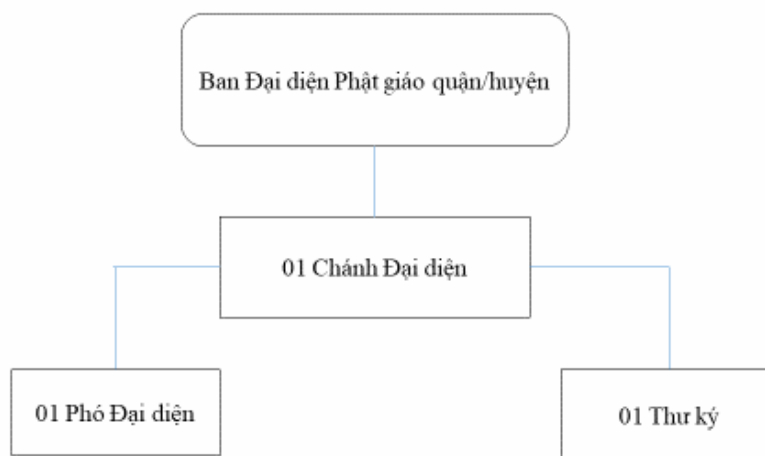 Ban Đại diện Phật giáo quận/huyện
01 Chánh Đại diện
01 Phó Đại diện
01 Thư ký